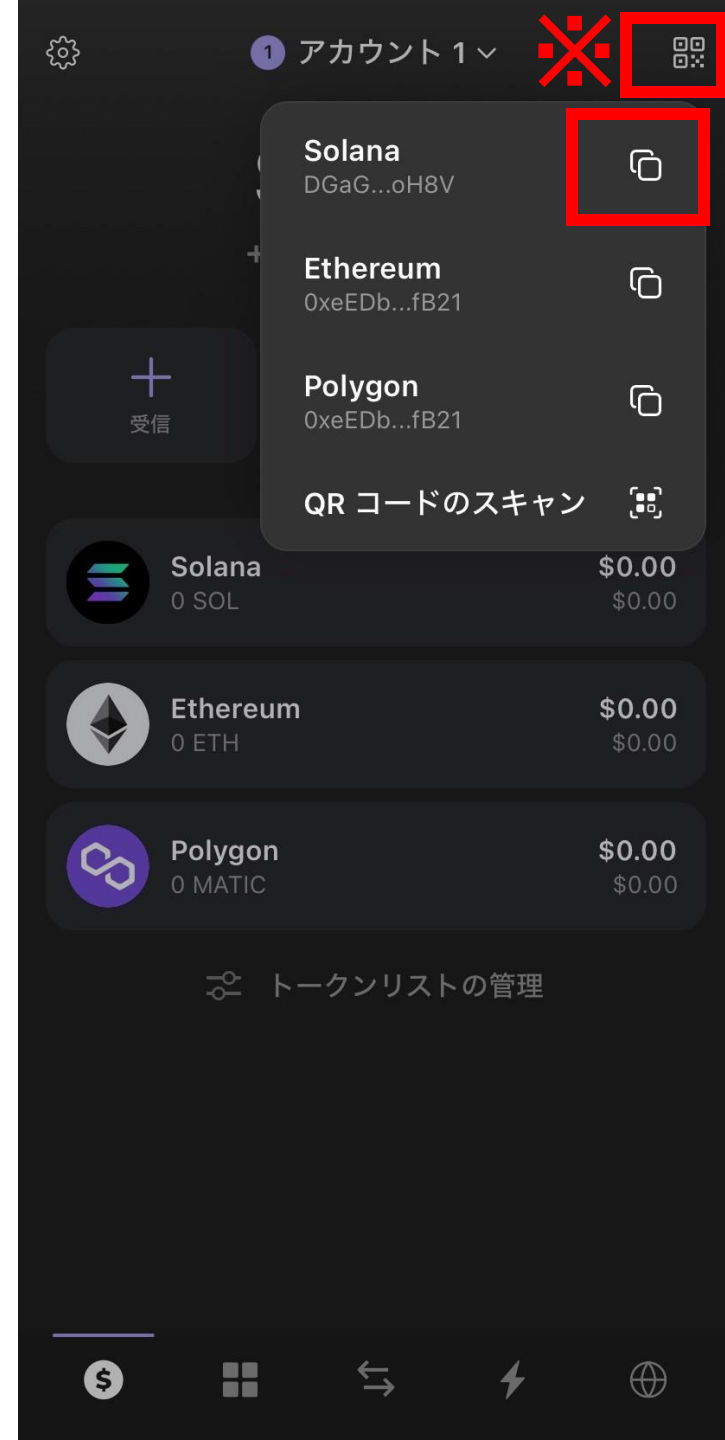 1 アカウント 1
※
Solana
DGaG...oH8V
Ethereum
0xeEDb...fB21
Polygon
0xeEDb...fB21
QR コードのスキャン
+
受信
Solana
$0.00
0 SOL
$0.00
Ethereum
$0.00
0 ETH
$0.00
Polygon
$0.00
0 MATIC
$0.00
トークンリストの管理